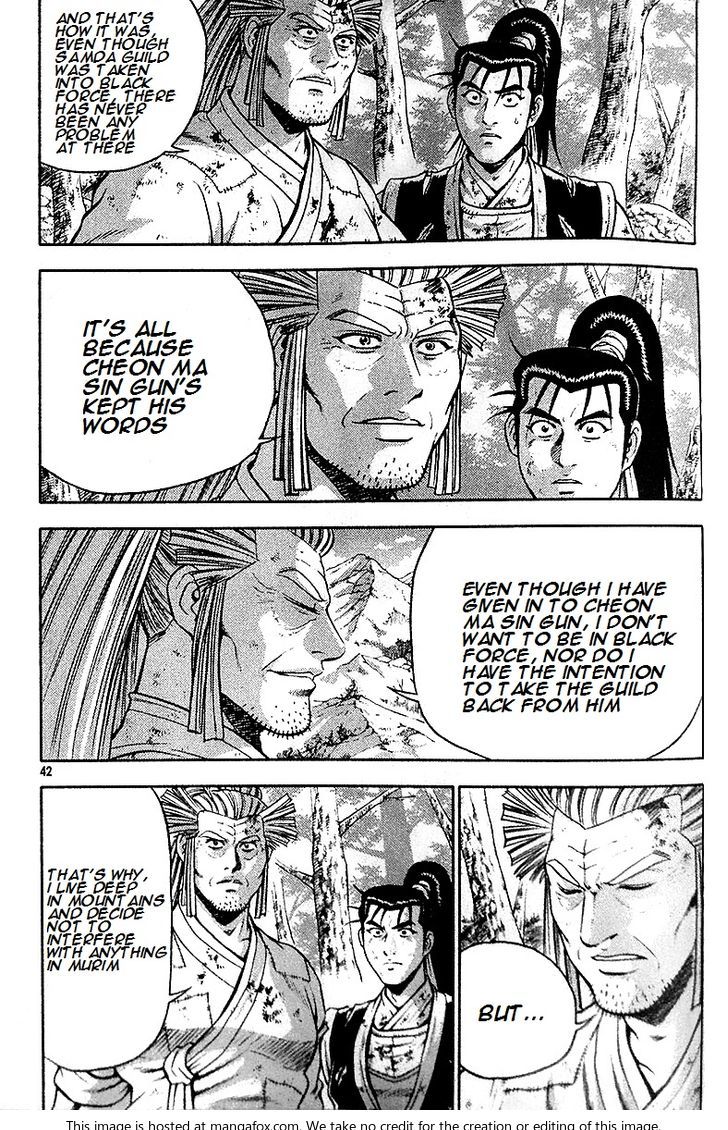 AND THAT'S
HOW IT WAS,
EVEN THOUGH
SAMDA GUILD
WAS TAKEN
INTO BLACK
FORCE, THERE
HAS NEVER
BEEN ANY
PROBLEM
AT THERE
IT'S ALL
BECAUSE
CHEON MA
SIN GUN'S
KEPT HIS
WORDS
EVEN THOUGH I HAVE
GIVEN IN TO CHEON
MA SIN GUN, I DON'T
WANT TO BE IN BLACK
FORCE, NOR DO I
HAVE THE INTENTION
TO TAKE THE GUILD
BACK FROM HIM
42
THAT'S WHY,
I LIVE DEEP
IN MOUNTAINS
AND DECIDE
NOT TO
INTERFERE
WITH ANYTHING
IN MURIM
BUT...
This image is hosted at mangafox.com. We take no credit for the creation or editing of this image.